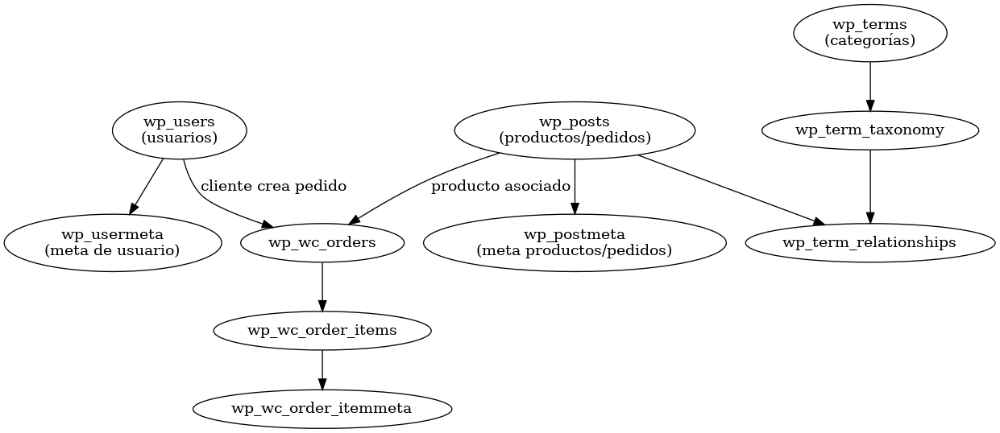 wp_terms
(categorías)
wp_users
(usuarios)
wp_posts
(productos/pedidos)
wp_term_taxonomy
cliente crea pedido
producto asociado
wp_usermeta
(meta de usuario)
wp_wc_orders
wp_postmeta
(meta productos/pedidos)
wp_term_relationships
wp_wc_order_items
wp_wc_order_itemmeta